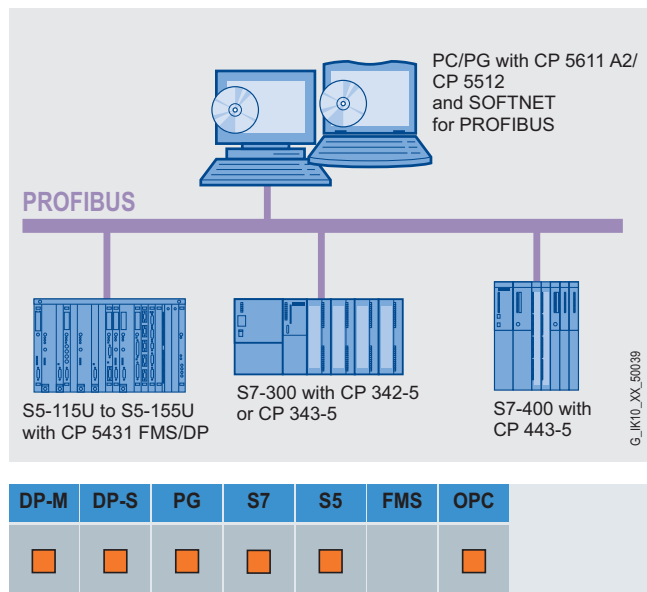 PC/PG with CP 5611 A2/
CP 5512
and SOFTNET
for PROFIBUS
PROFIBUS
S5-115U to S5-155U
with CP 5431 FMS/DP
S7-300 with CP 342-5
or CP 343-5
S7-400 with
CP 443-5
G_IK10_XX_50039
DP-M DP-S PG S7 S5 FMS OPC